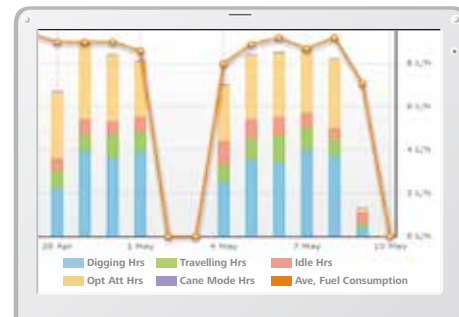 8 L/h
6 L/h
4 L/h
0 L/h
28 Apr 1 May 4 May 7 May 10 May
Digging Hrs Travelling Hrs Idle Hrs
Opt Att Hrs Cane Mode Hrs Ave, Fuel Consumption